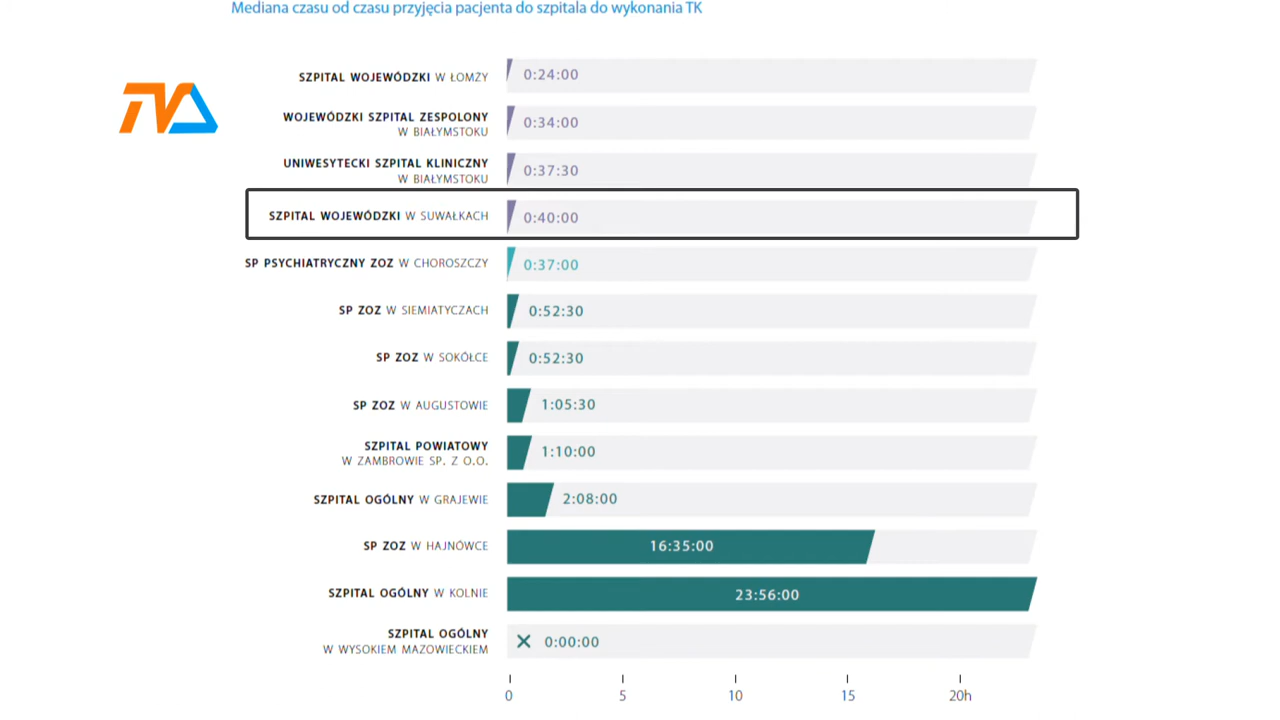 Mediana czasu od czasu przyjęcia pacjenta do szpitala do wykonania TK
TVA
SZPITAL WOJEWÓDZKI W ŁOMŻY 0:24:00
WOJEWÓDZKI SZPITAL ZESPOLONY
W BIAŁYMSTOKU 0:34:00
UNIWESYTECKI SZPITAL KLINICZNY
W BIAŁYMSTOKU 0:37:30
SZPITAL WOJEWÓDZKI W SUWAŁKACH 0:40:00
SP PSYCHIATRYCZNY ZOZ W CHOROSZCZY 0:37:00
SP ZOZ W SIEMIATYCZACH 0:52:30
SP ZOZ W SOKÓŁCE 0:52:30
SP ZOZ W AUGUSTOWIE 1:05:30
SZPITAL POWIATOWY
W ZAMBROWIE SP. Z O.O. 1:10:00
SZPITAL OGÓLNY W GRAJEWIE 2:08:00
SP ZOZ W HAJNÓWCE 16:35:00
SZPITAL OGÓLNY W KOLNIE 23:56:00
SZPITAL OGÓLNY
W WYSOKIEM MAZOWIECKIEM 0:00:00
0 5 10 15 20h